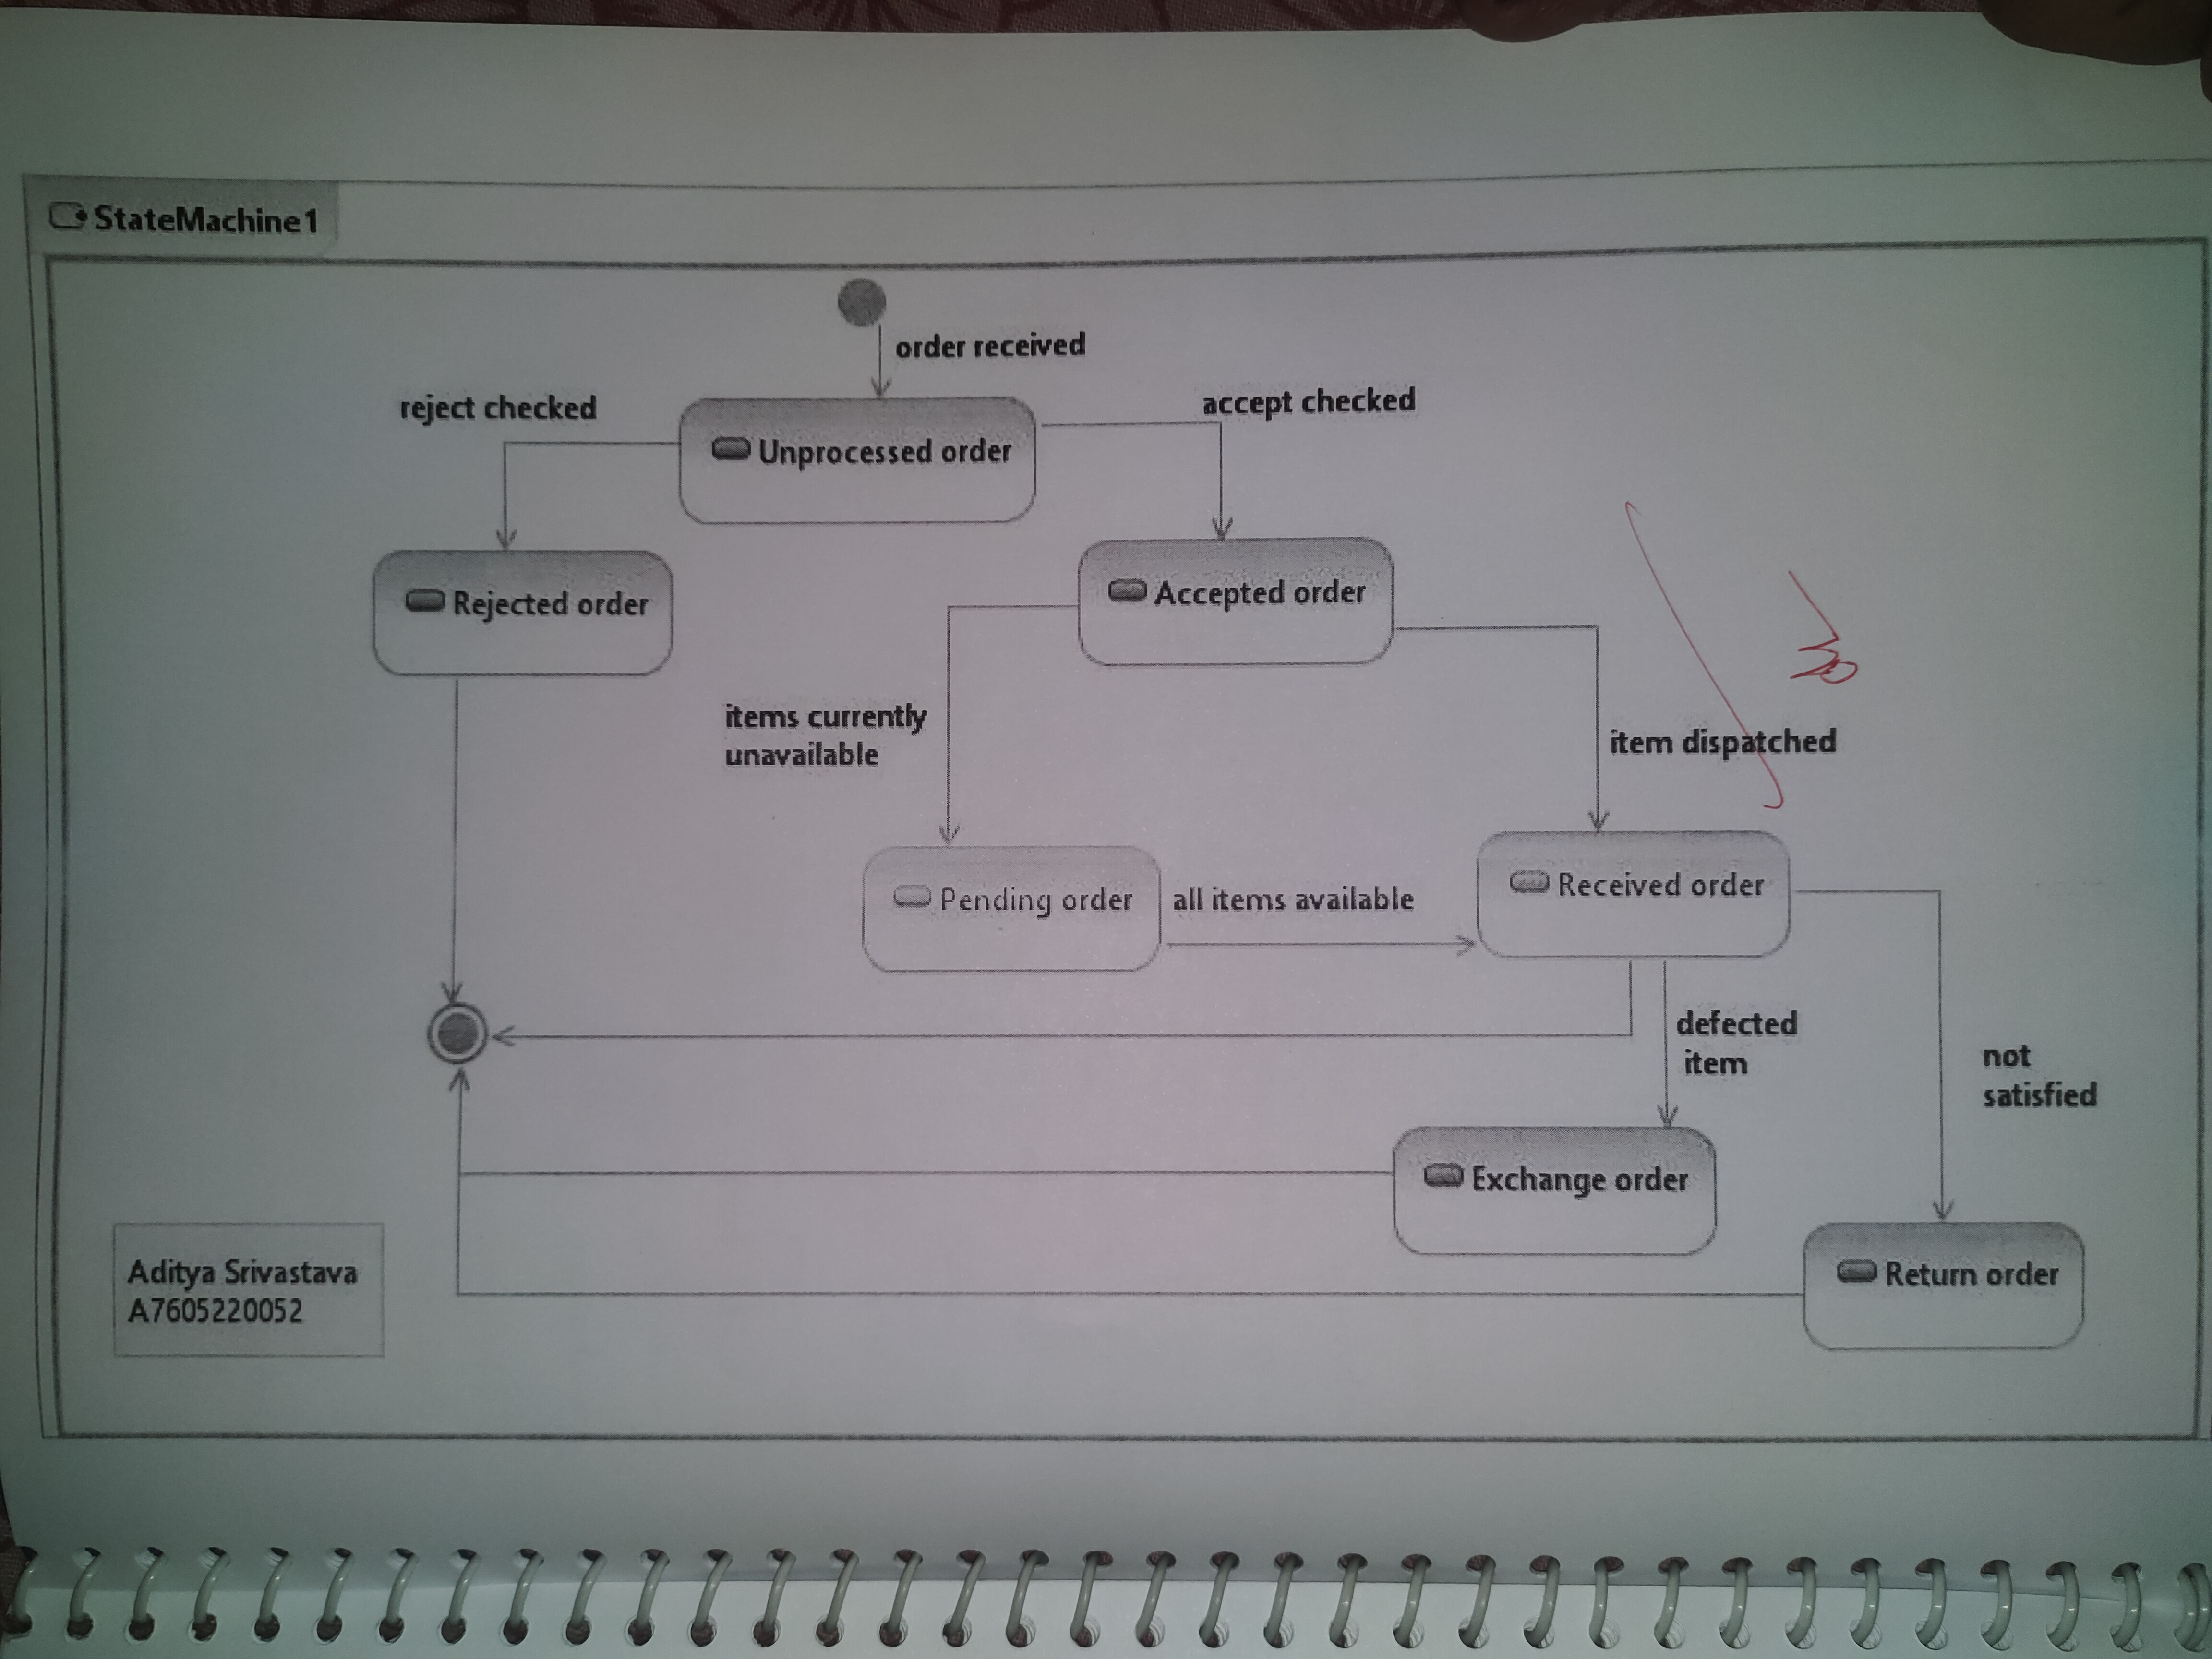 StateMachine1
order received
reject checked
accept checked
Unprocessed order
Rejected order
Accepted order
items currently
unavailable
item dispatched
Pending order
all items available
Received order
defected
item
not
satisfied
Exchange order
Return order
Aditya Srivastava
A7605220052